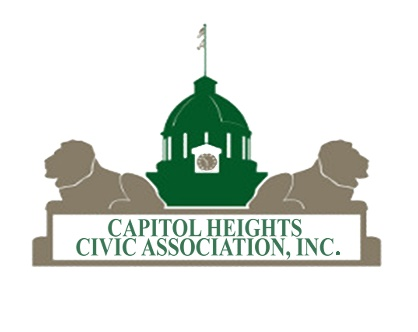 CAPITOL HEIGHTS
CIVIC ASSOCIATION, INC.